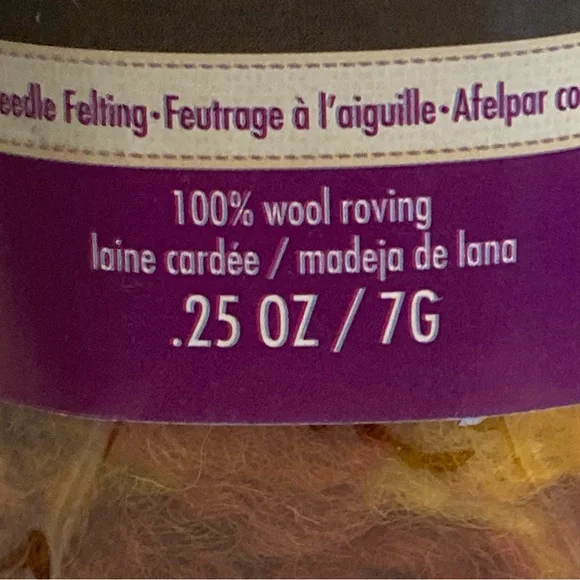 eedle Felting·Feutrage à l'aiguille·Afelpar co
100% wool roving
laine cardée / madeja de lana
.25 OZ / 7G